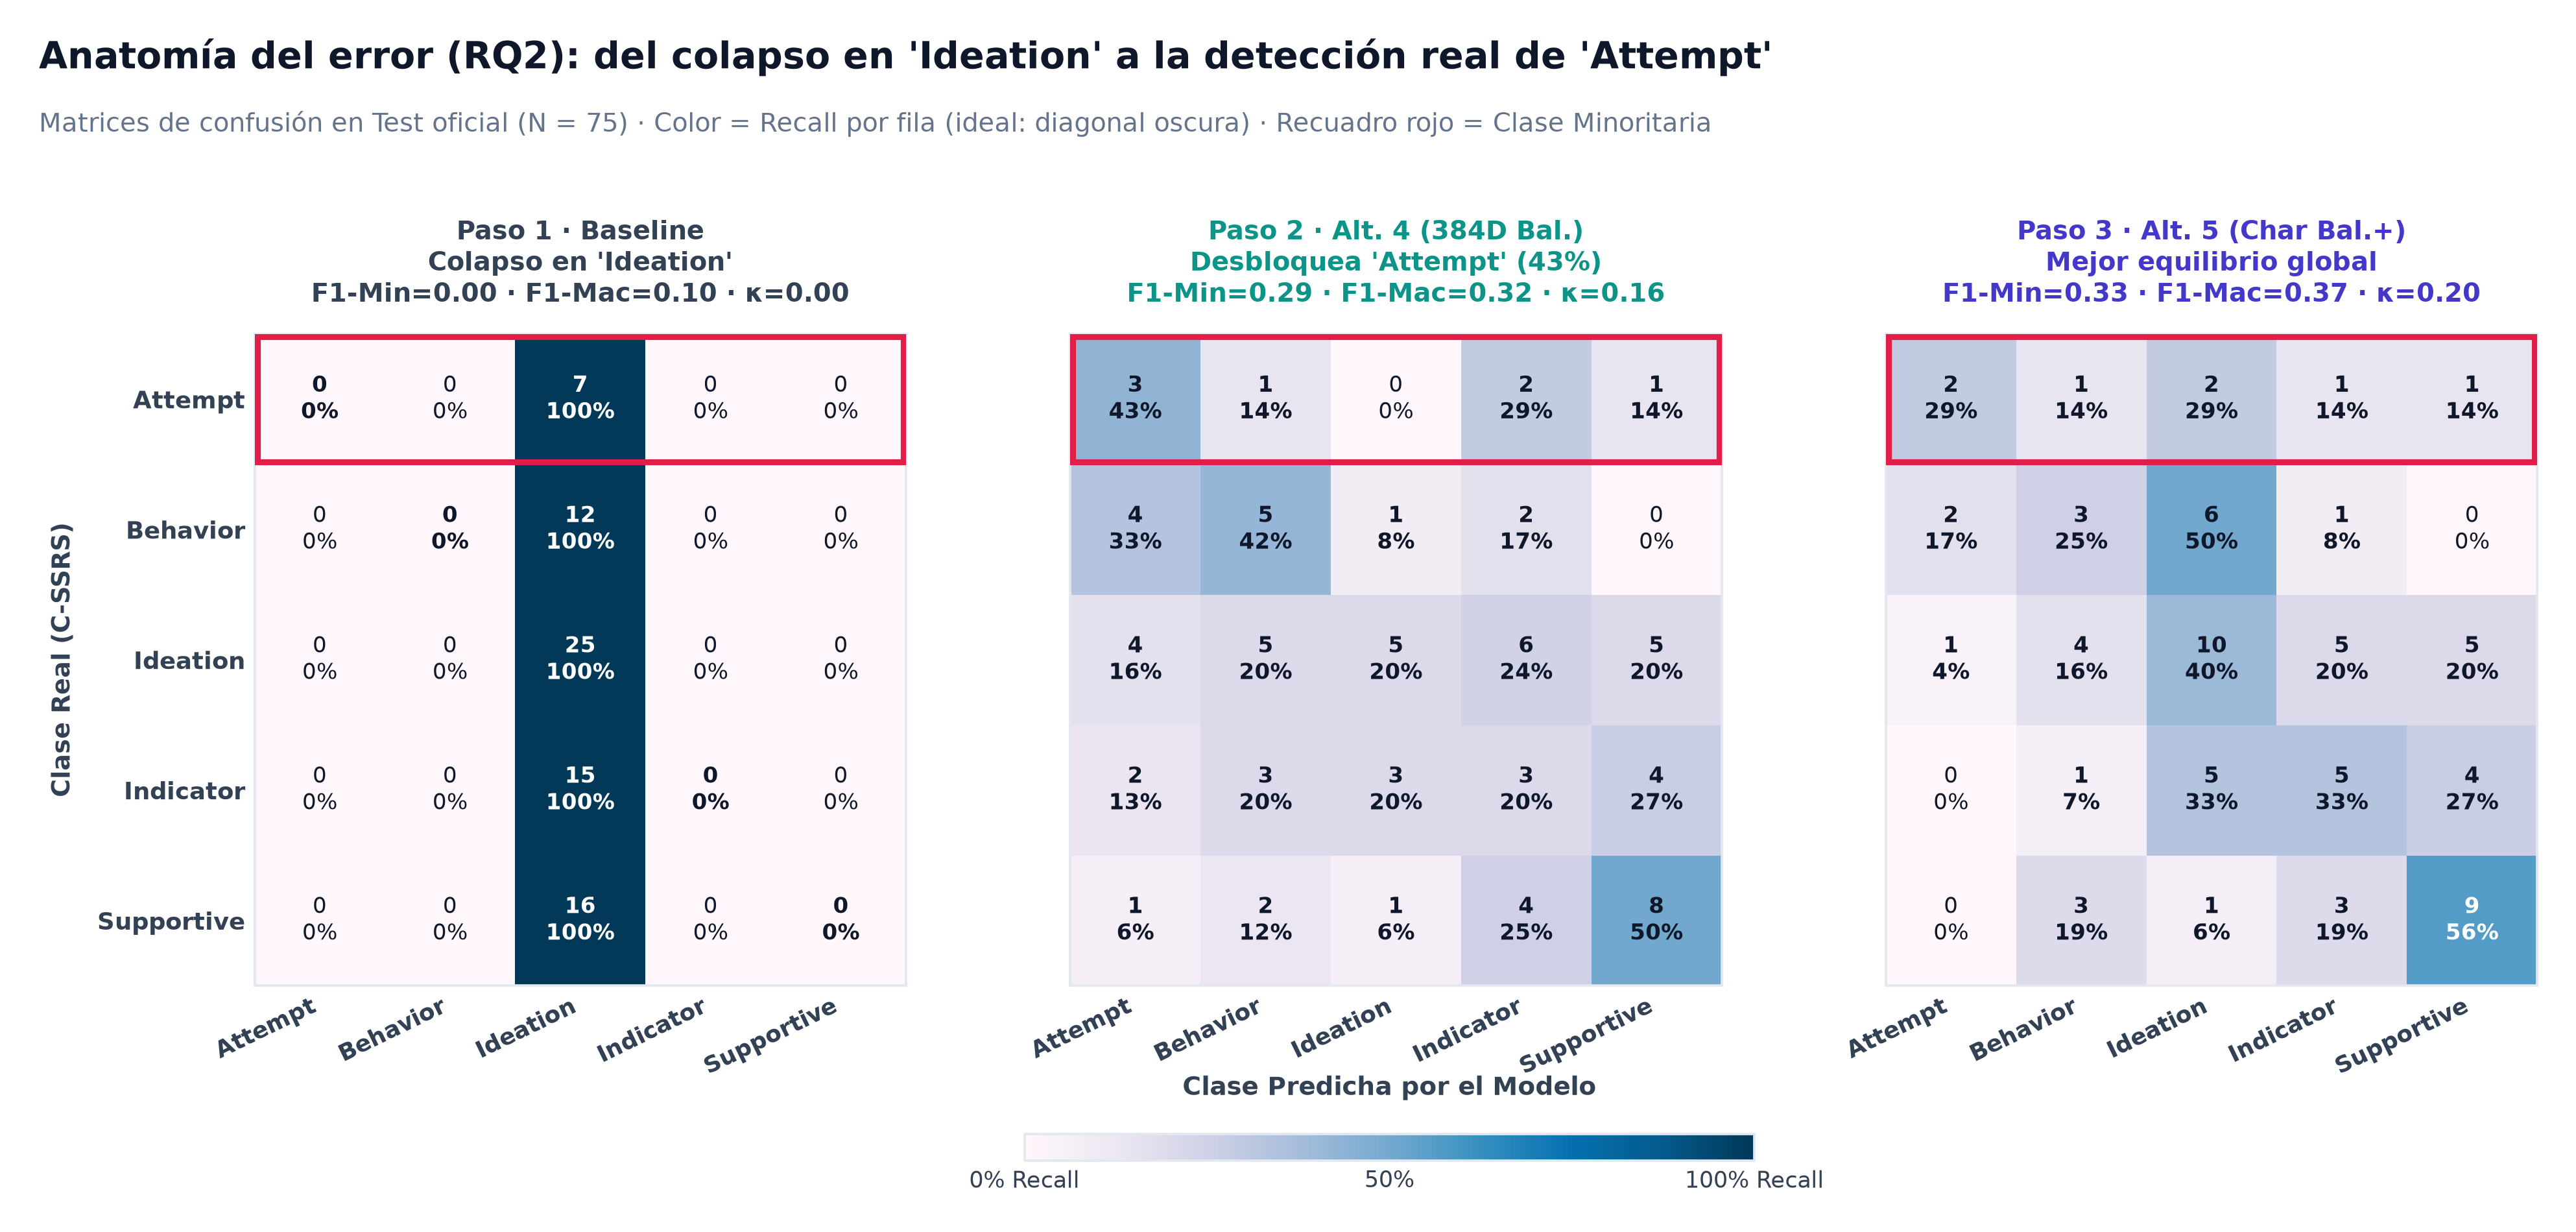 Anatomía del error (RQ2): del colapso en 'Ideation' a la detección real de 'Attempt'
Matrices de confusión en Test oficial (N = 75) · Color = Recall por fila (ideal: diagonal oscura) · Recuadro rojo = Clase Minoritaria
Paso 1 · Baseline
Colapso en 'Ideation'
F1-Min=0.00 · F1-Mac=0.10 · κ=0.00
Clase Real (C-SSRS)
Attempt
0 0 7 0 0
0% 0% 100% 0% 0%
Behavior
0 0 12 0 0
0% 0% 100% 0% 0%
Ideation
0 0 25 0 0
0% 0% 100% 0% 0%
Indicator
0 0 15 0 0
0% 0% 100% 0% 0%
Supportive
0 0 16 0 0
0% 0% 100% 0% 0%
Attempt Behavior Ideation Indicator Supportive
Paso 2 · Alt. 4 (384D Bal.)
Desbloquea 'Attempt' (43%)
F1-Min=0.29 · F1-Mac=0.32 · κ=0.16
3 1 0 2 1
43% 14% 0% 29% 14%
4 5 1 2 0
33% 42% 8% 17% 0%
4 5 5 6 5
16% 20% 20% 24% 20%
2 3 3 3 4
13% 20% 20% 20% 27%
1 2 1 4 8
6% 12% 6% 25% 50%
Attempt Behavior Ideation Indicator Supportive
Paso 3 · Alt. 5 (Char Bal.+)
Mejor equilibrio global
F1-Min=0.33 · F1-Mac=0.37 · κ=0.20
2 1 2 1 1
29% 14% 29% 14% 14%
2 3 6 1 0
17% 25% 50% 8% 0%
1 4 10 5 5
4% 16% 40% 20% 20%
0 1 5 5 4
0% 7% 33% 33% 27%
0 3 1 3 9
0% 19% 6% 19% 56%
Attempt Behavior Ideation Indicator Supportive
Clase Predicha por el Modelo
0% Recall 50% 100% Recall